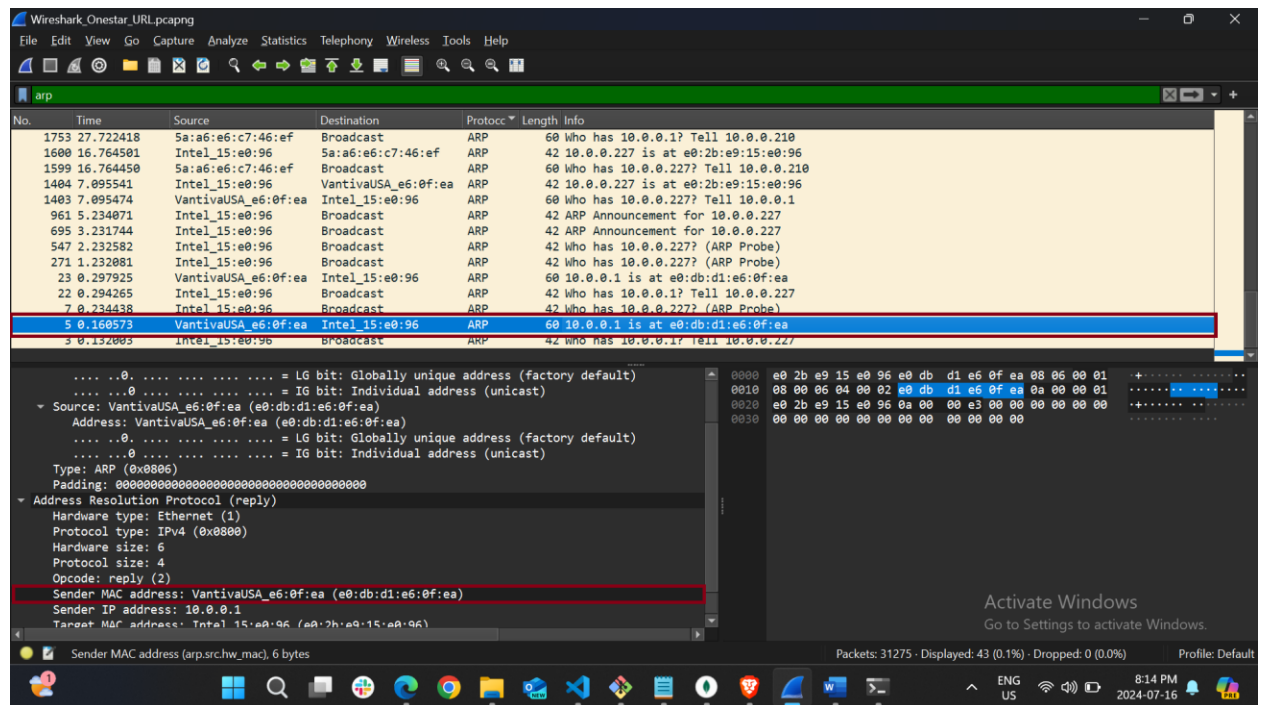 Wireshark_Onestar_URL.pcapng
File Edit View Go Capture Analyze Statistics Telephony Wireless Tools Help
arp
No. Time Source Destination Protocc Length Info
1753 27.722418 5a:a6:e6:c7:46:ef Broadcast ARP 60 Who has 10.0.0.1? Tell 10.0.0.210
1600 16.764501 Intel_15:e0:96 5a:a6:e6:c7:46:ef ARP 42 10.0.0.227 is at e0:2b:e9:15:e0:96
1599 16.764450 5a:a6:e6:c7:46:ef Broadcast ARP 60 Who has 10.0.0.227? Tell 10.0.0.210
1404 7.095541 Intel_15:e0:96 VantivaUSA_e6:0f:ea ARP 42 10.0.0.227 is at e0:2b:e9:15:e0:96
1403 7.095474 VantivaUSA_e6:0f:ea Intel_15:e0:96 ARP 60 Who has 10.0.0.227? Tell 10.0.0.1
961 5.234071 Intel_15:e0:96 Broadcast ARP 42 ARP Announcement for 10.0.0.227
695 3.231744 Intel_15:e0:96 Broadcast ARP 42 ARP Announcement for 10.0.0.227
547 2.232582 Intel_15:e0:96 Broadcast ARP 42 Who has 10.0.0.227? (ARP Probe)
271 1.232081 Intel_15:e0:96 Broadcast ARP 42 Who has 10.0.0.227? (ARP Probe)
23 0.297925 VantivaUSA_e6:0f:ea Intel_15:e0:96 ARP 60 10.0.0.1 is at e0:db:d1:e6:0f:ea
22 0.294265 Intel_15:e0:96 Broadcast ARP 42 Who has 10.0.0.1? Tell 10.0.0.227
7 0.234438 Intel_15:e0:96 Broadcast ARP 42 Who has 10.0.0.227? (ARP Probe)
5 0.160573 VantivaUSA_e6:0f:ea Intel_15:e0:96 ARP 60 10.0.0.1 is at e0:db:d1:e6:0f:ea
3 0.132003 Intel_15:e0:96 Broadcast ARP 42 Who has 10.0.0.1? Tell 10.0.0.227
.... ..0. .... .... .... .... = LG bit: Globally unique address (factory default)
.... ...0 .... .... .... .... = IG bit: Individual address (unicast)
Source: VantivaUSA_e6:0f:ea (e0:db:d1:e6:0f:ea)
Address: VantivaUSA_e6:0f:ea (e0:db:d1:e6:0f:ea)
.... ..0. .... .... .... .... = LG bit: Globally unique address (factory default)
.... ...0 .... .... .... .... = IG bit: Individual address (unicast)
Type: ARP (0x0806)
Padding: 000000000000000000000000000000000000
Address Resolution Protocol (reply)
Hardware type: Ethernet (1)
Protocol type: IPv4 (0x0800)
Hardware size: 6
Protocol size: 4
Opcode: reply (2)
Sender MAC address: VantivaUSA_e6:0f:ea (e0:db:d1:e6:0f:ea)
Sender IP address: 10.0.0.1
Target MAC address: Intel_15:e0:96 (e0:2b:e9:15:e0:96)
0000 e0 2b e9 15 e0 96 e0 db d1 e6 0f ea 08 06 00 01 ·+······ ········
0010 08 00 06 04 00 02 e0 db d1 e6 0f ea 0a 00 00 01 ········ ········
0020 e0 2b e9 15 e0 96 0a 00 00 e3 00 00 00 00 00 00 ·+······ ········
0030 00 00 00 00 00 00 00 00 00 00 00 00 ········ ····
Activate Windows
Go to Settings to activate Windows.
Sender MAC address (arp.src.hw_mac), 6 bytes
Packets: 31275 · Displayed: 43 (0.1%) · Dropped: 0 (0.0%)
Profile: Default
1
NEW
ENG
US
8:14 PM
2024-07-16
PRE